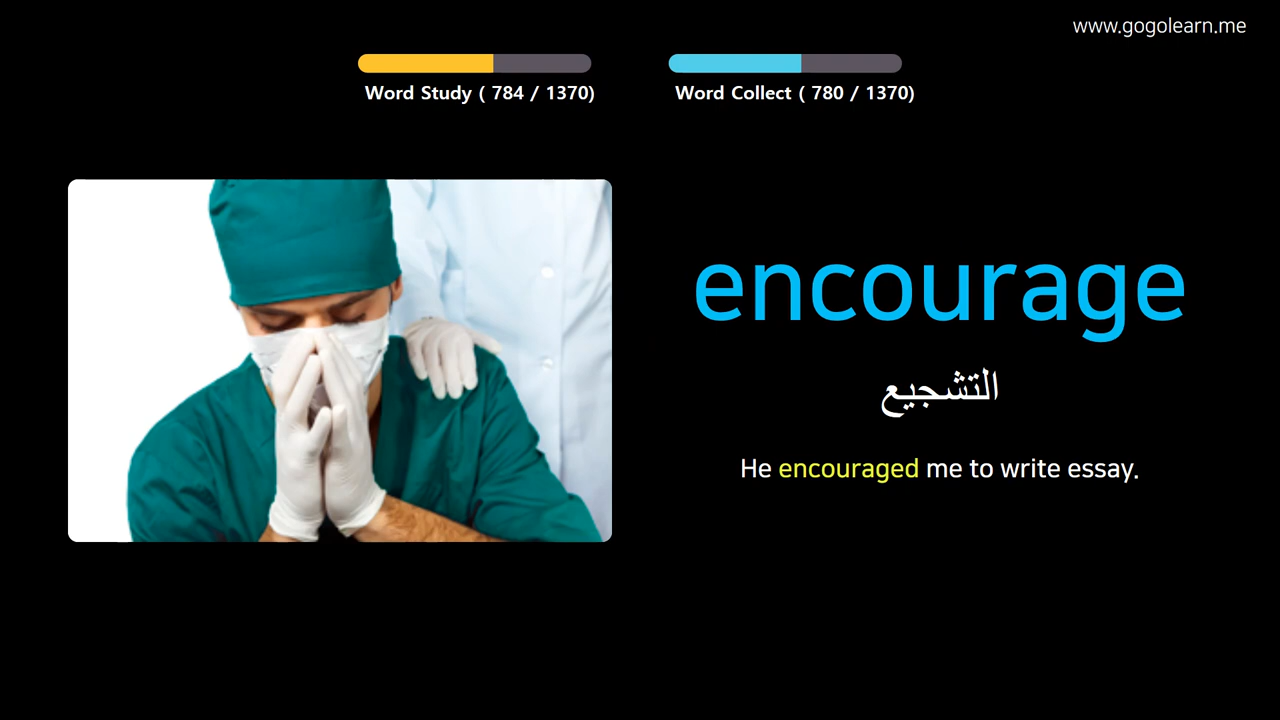 www.gogolearn.me
Word Study ( 784 / 1370)
Word Collect ( 780 / 1370)
encourage
التشجيع
He encouraged me to write essay.